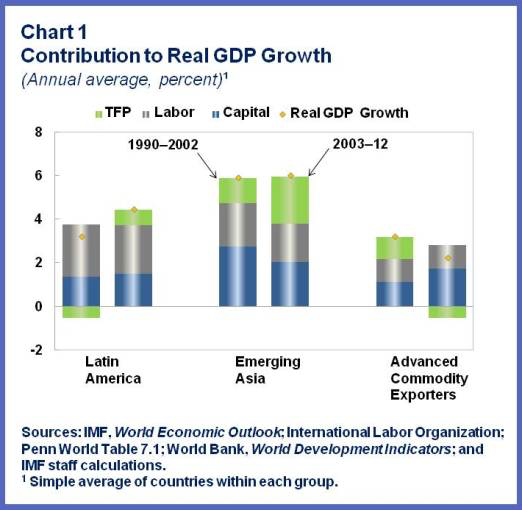 Chart 1
Contribution to Real GDP Growth
(Annual average, percent)¹
TFP Labor Capital Real GDP Growth
8
1990–2002
2003–12
6
4
2
0
-2
Latin
America
Emerging
Asia
Advanced
Commodity
Exporters
Sources: IMF, World Economic Outlook; International Labor Organization;
Penn World Table 7.1; World Bank, World Development Indicators; and
IMF staff calculations.
¹ Simple average of countries within each group.